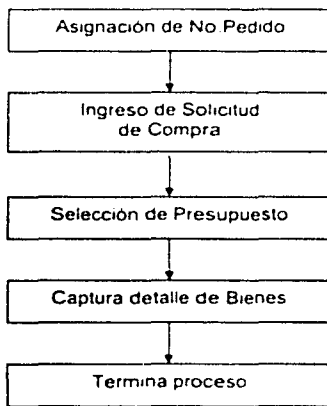 Asignación de No.Pedido
Ingreso de Solicitud
de Compra
Selección de Presupuesto
Captura detalle de Bienes
Termina proceso